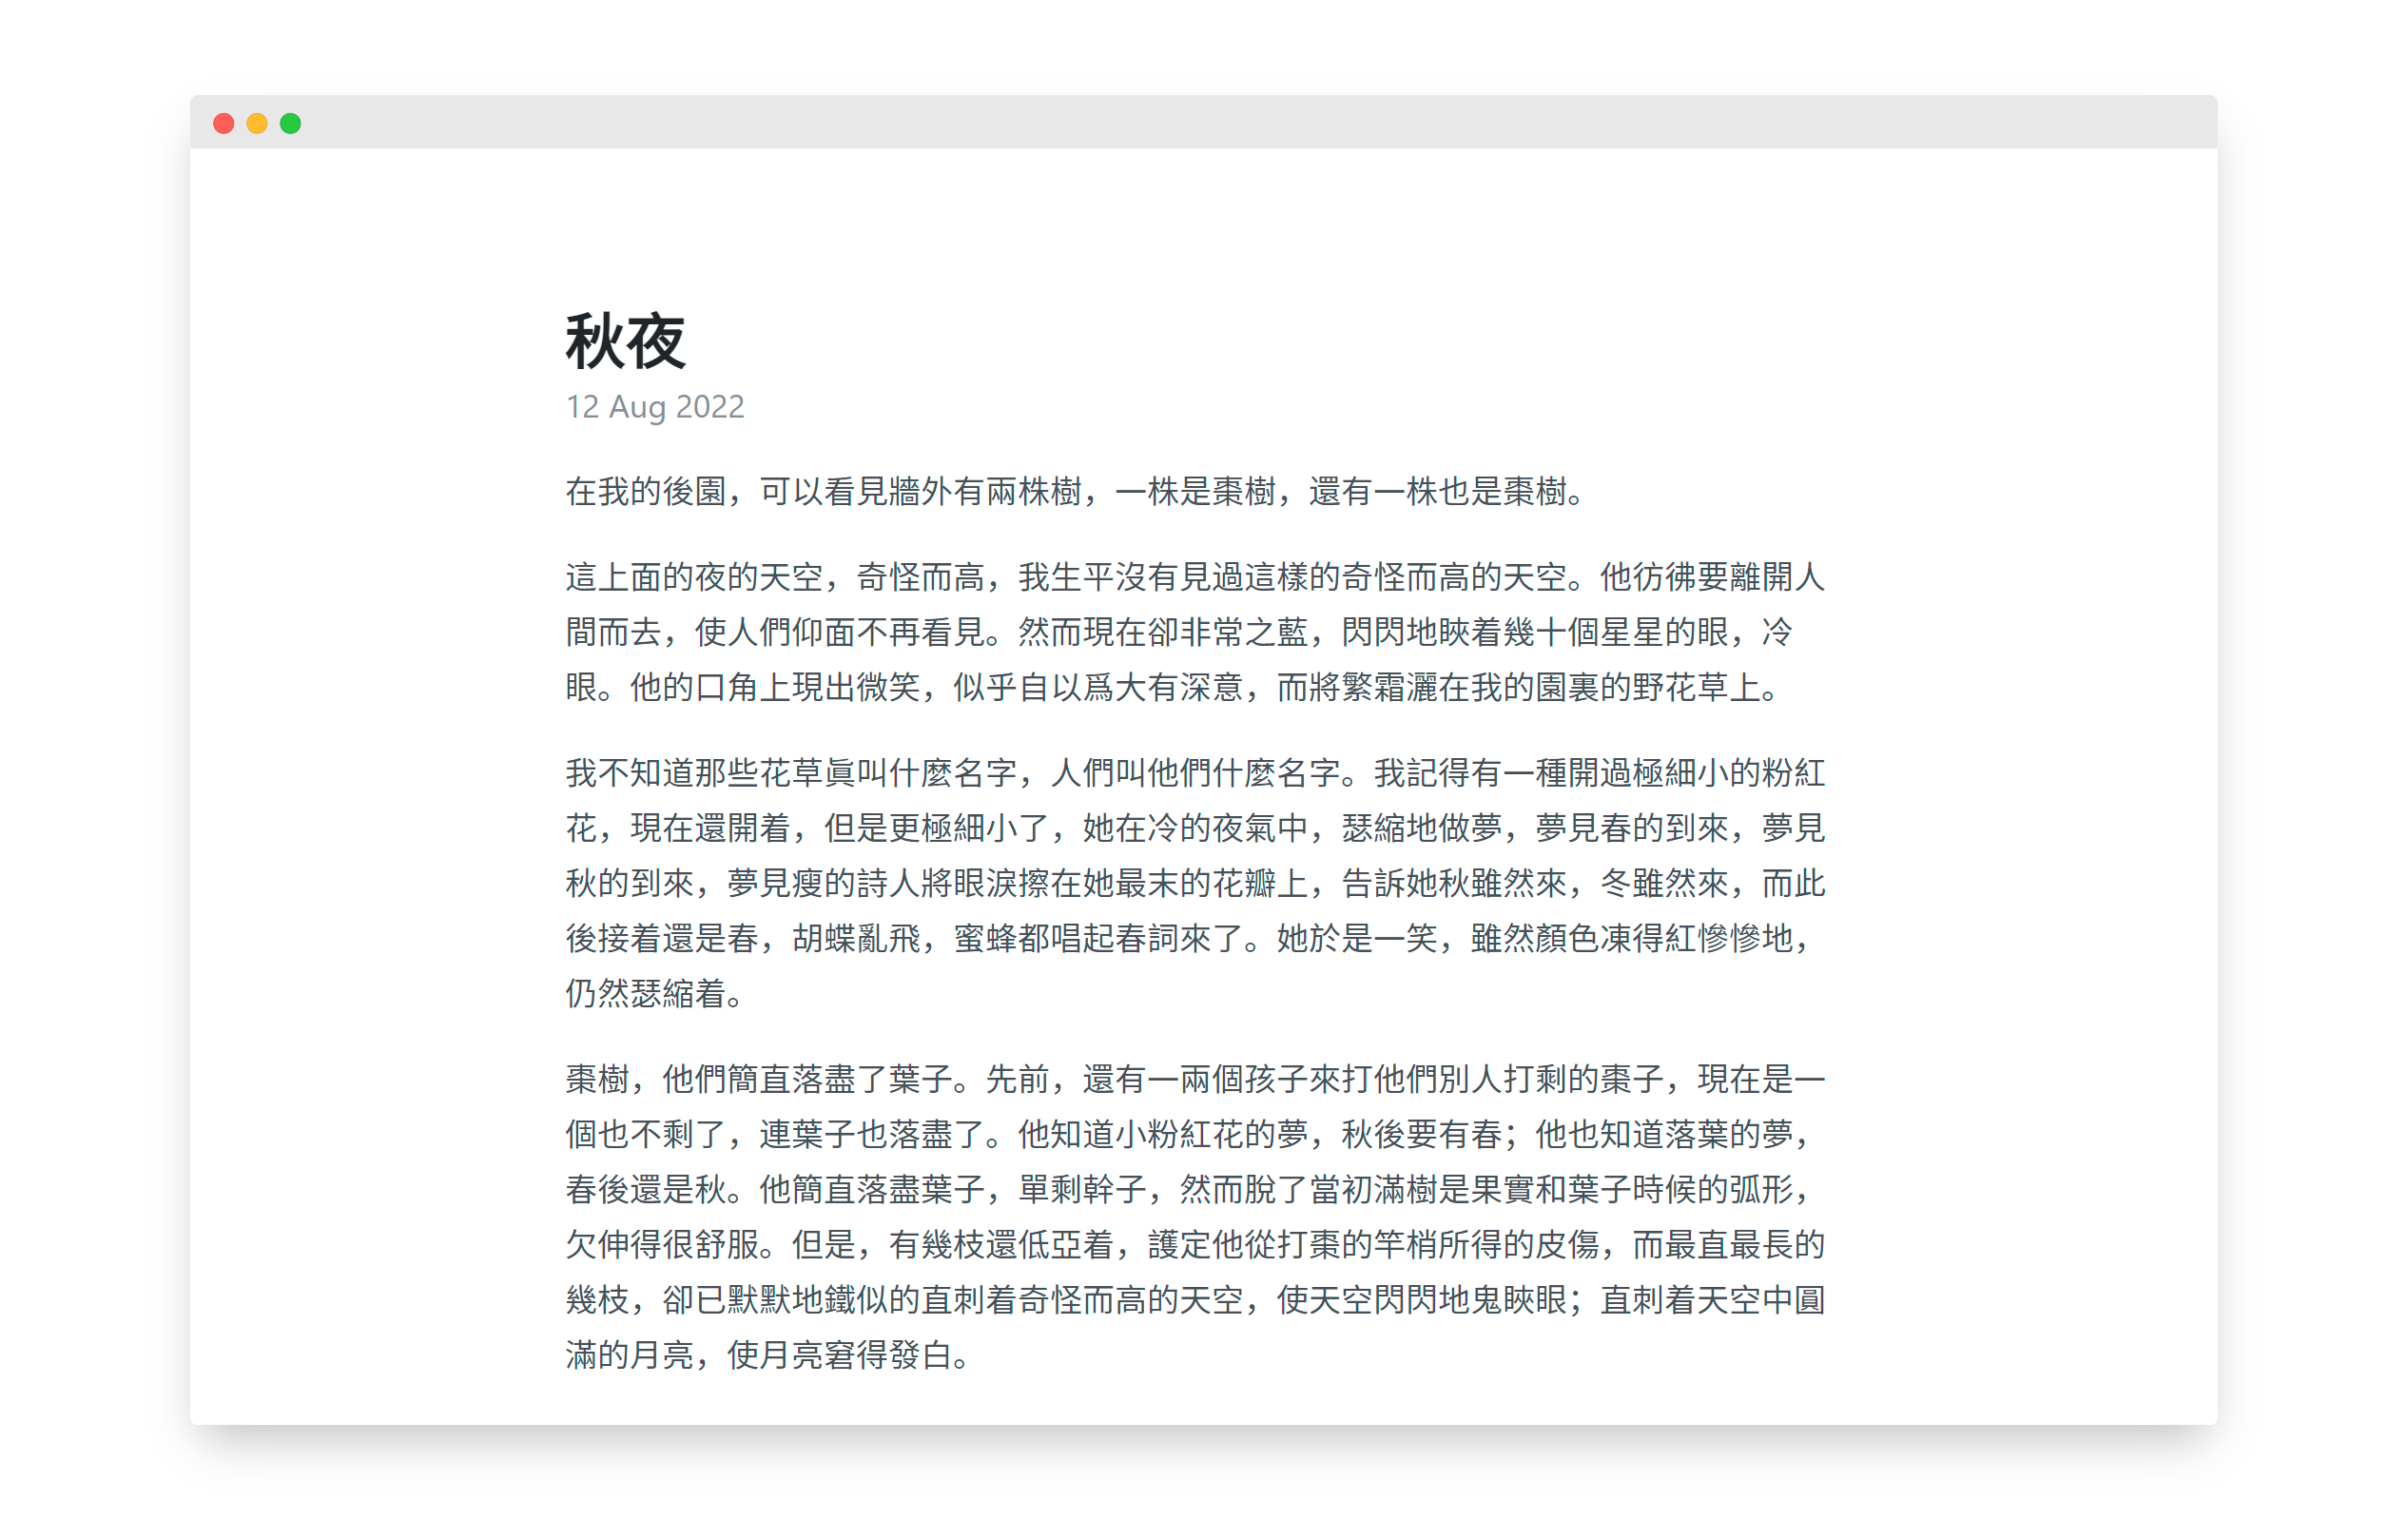 秋夜
12 Aug 2022
在我的後園，可以看見牆外有兩株樹，一株是棗樹，還有一株也是棗樹。
這上面的夜的天空，奇怪而高，我生平沒有見過這樣的奇怪而高的天空。他彷彿要離開人
間而去，使人們仰面不再看見。然而現在卻非常之藍，閃閃地䀹着幾十個星星的眼，冷
眼。他的口角上現出微笑，似乎自以爲大有深意，而將繁霜灑在我的園裏的野花草上。
我不知道那些花草眞叫什麼名字，人們叫他們什麼名字。我記得有一種開過極細小的粉紅
花，現在還開着，但是更極細小了，她在冷的夜氣中，瑟縮地做夢，夢見春的到來，夢見
秋的到來，夢見瘦的詩人將眼淚擦在她最末的花瓣上，告訴她秋雖然來，冬雖然來，而此
後接着還是春，胡蝶亂飛，蜜蜂都唱起春詞來了。她於是一笑，雖然顏色凍得紅慘慘地，
仍然瑟縮着。
棗樹，他們簡直落盡了葉子。先前，還有一兩個孩子來打他們別人打剩的棗子，現在是一
個也不剩了，連葉子也落盡了。他知道小粉紅花的夢，秋後要有春；他也知道落葉的夢，
春後還是秋。他簡直落盡葉子，單剩幹子，然而脫了當初滿樹是果實和葉子時候的弧形，
欠伸得很舒服。但是，有幾枝還低亞着，護定他從打棗的竿梢所得的皮傷，而最直最長的
幾枝，卻已默默地鐵似的直刺着奇怪而高的天空，使天空閃閃地鬼䀹眼；直刺着天空中圓
滿的月亮，使月亮窘得發白。